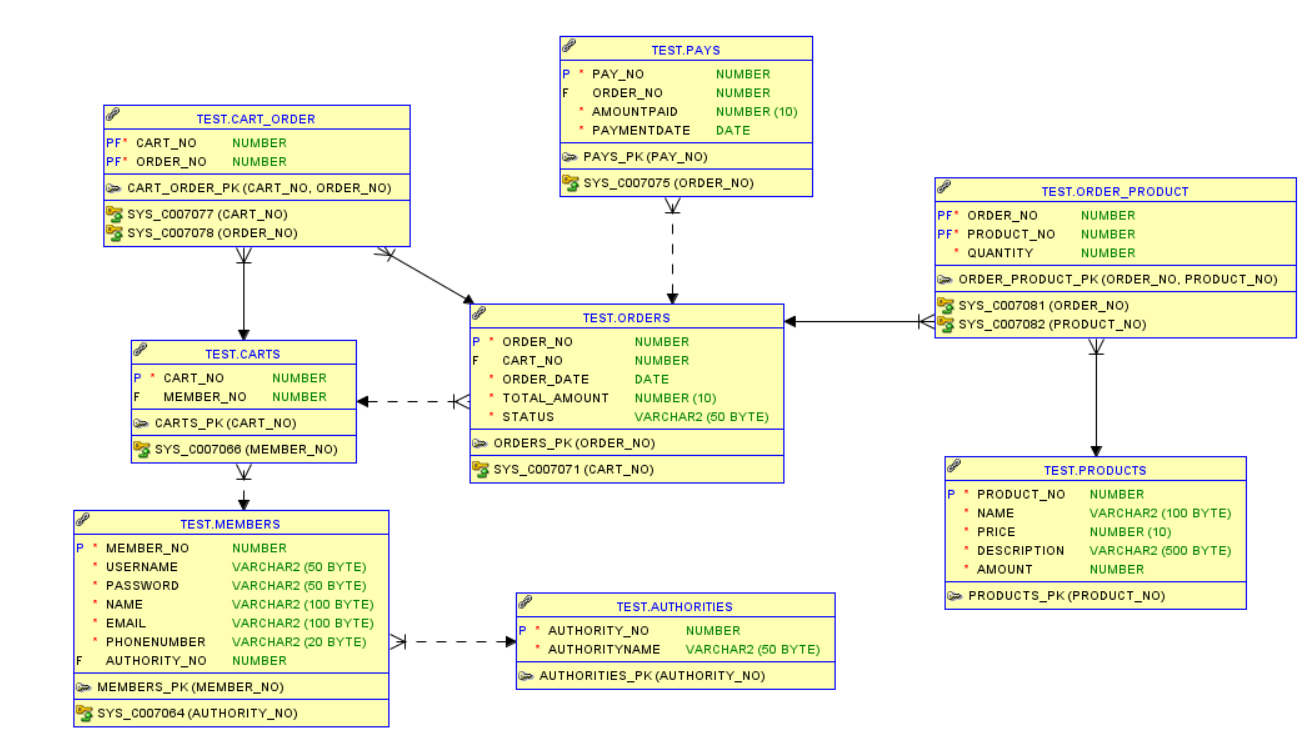 TEST.PAYS
P * PAY_NO NUMBER
F ORDER_NO NUMBER
* AMOUNTPAID NUMBER (10)
* PAYMENTDATE DATE
PAYS_PK (PAY_NO)
SYS_C007075 (ORDER_NO)
TEST.CART_ORDER
PF* CART_NO NUMBER
PF* ORDER_NO NUMBER
CART_ORDER_PK (CART_NO, ORDER_NO)
SYS_C007077 (CART_NO)
SYS_C007078 (ORDER_NO)
TEST.ORDER_PRODUCT
PF* ORDER_NO NUMBER
PF* PRODUCT_NO NUMBER
* QUANTITY NUMBER
ORDER_PRODUCT_PK (ORDER_NO, PRODUCT_NO)
SYS_C007081 (ORDER_NO)
SYS_C007082 (PRODUCT_NO)
TEST.ORDERS
P * ORDER_NO NUMBER
F CART_NO NUMBER
* ORDER_DATE DATE
* TOTAL_AMOUNT NUMBER (10)
* STATUS VARCHAR2 (50 BYTE)
ORDERS_PK (ORDER_NO)
SYS_C007071 (CART_NO)
TEST.CARTS
P * CART_NO NUMBER
F MEMBER_NO NUMBER
CARTS_PK (CART_NO)
SYS_C007066 (MEMBER_NO)
TEST.PRODUCTS
P * PRODUCT_NO NUMBER
* NAME VARCHAR2 (100 BYTE)
* PRICE NUMBER (10)
* DESCRIPTION VARCHAR2 (500 BYTE)
* AMOUNT NUMBER
PRODUCTS_PK (PRODUCT_NO)
TEST.MEMBERS
P * MEMBER_NO NUMBER
* USERNAME VARCHAR2 (50 BYTE)
* PASSWORD VARCHAR2 (50 BYTE)
* NAME VARCHAR2 (100 BYTE)
* EMAIL VARCHAR2 (100 BYTE)
* PHONENUMBER VARCHAR2 (20 BYTE)
F AUTHORITY_NO NUMBER
MEMBERS_PK (MEMBER_NO)
SYS_C007064 (AUTHORITY_NO)
TEST.AUTHORITIES
P * AUTHORITY_NO NUMBER
* AUTHORITYNAME VARCHAR2 (50 BYTE)
AUTHORITIES_PK (AUTHORITY_NO)